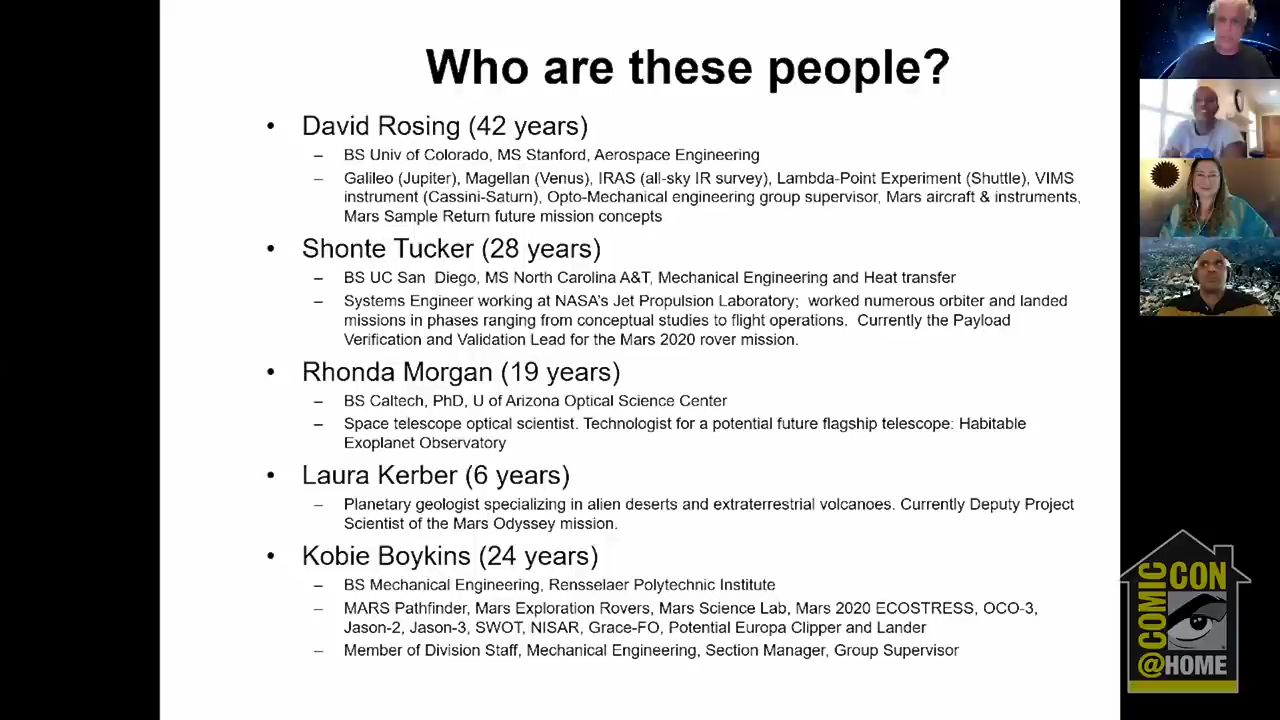 Who are these people?
• David Rosing (42 years)
– BS Univ of Colorado, MS Stanford, Aerospace Engineering
– Galileo (Jupiter), Magellan (Venus), IRAS (all-sky IR survey), Lambda-Point Experiment (Shuttle), VIMS
instrument (Cassini-Saturn), Opto-Mechanical engineering group supervisor, Mars aircraft & instruments,
Mars Sample Return future mission concepts
• Shonte Tucker (28 years)
– BS UC San Diego, MS North Carolina A&T, Mechanical Engineering and Heat transfer
– Systems Engineer working at NASA's Jet Propulsion Laboratory; worked numerous orbiter and landed
missions in phases ranging from conceptual studies to flight operations. Currently the Payload
Verification and Validation Lead for the Mars 2020 rover mission.
• Rhonda Morgan (19 years)
– BS Caltech, PhD, U of Arizona Optical Science Center
– Space telescope optical scientist. Technologist for a potential future flagship telescope: Habitable
Exoplanet Observatory
• Laura Kerber (6 years)
– Planetary geologist specializing in alien deserts and extraterrestrial volcanoes. Currently Deputy Project
Scientist of the Mars Odyssey mission.
• Kobie Boykins (24 years)
– BS Mechanical Engineering, Rensselaer Polytechnic Institute
– MARS Pathfinder, Mars Exploration Rovers, Mars Science Lab, Mars 2020 ECOSTRESS, OCO-3,
Jason-2, Jason-3, SWOT, NISAR, Grace-FO, Potential Europa Clipper and Lander
– Member of Division Staff, Mechanical Engineering, Section Manager, Group Supervisor
COMIC
CON
@HOME